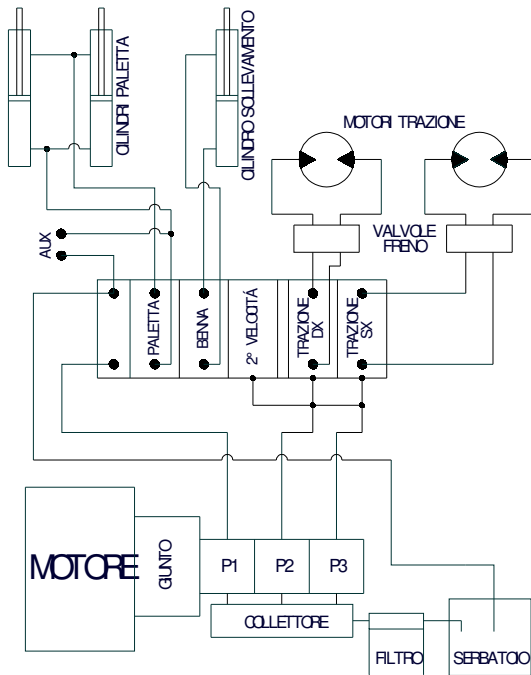 CILINDRI PALETTA
CILINDRO SOLLEVAMENTO
MOTORI TRAZIONE
VALVOLE
FRENO
AUX
PALETTA
BENNA
2° VELOCITÁ
TRAZIONE
DX
TRAZIONE
SX
MOTORE
GIUNTO
P1
P2
P3
COLLETTORE
FILTRO
SERBATOIO